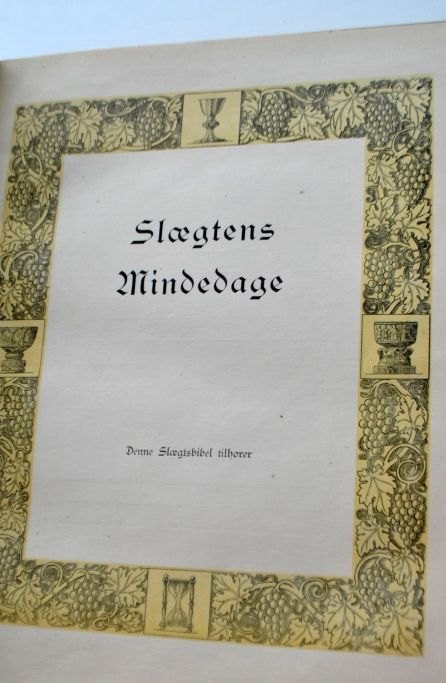 Slægtens
Mindedage
Denne Slægtsbibel tilhører